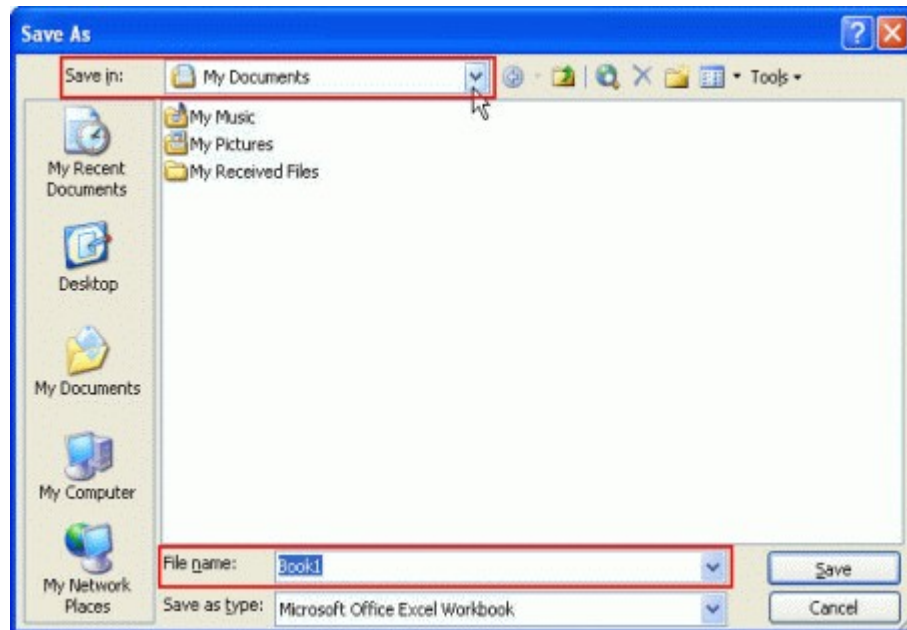 Save As
Save in:
My Documents
Tools
My Music
My Pictures
My Received Files
My Recent
Documents
Desktop
My Documents
My Computer
My Network
Places
File name:
Book1
Save
Save as type:
Microsoft Office Excel Workbook
Cancel